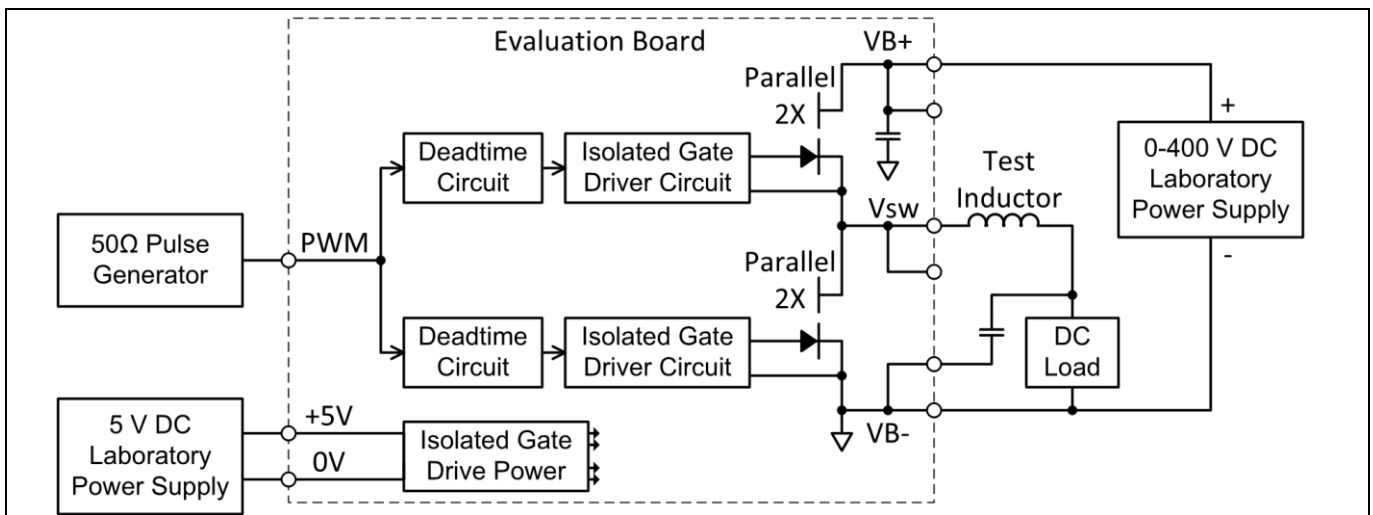 Evaluation Board
VB+
Parallel
2X
+
0-400 V DC
Laboratory
Power Supply
-
Deadtime
Circuit
Isolated Gate
Driver Circuit
Test
Inductor
Vsw
50Ω Pulse
Generator
PWM
Parallel
2X
Deadtime
Circuit
Isolated Gate
Driver Circuit
DC
Load
VB-
5 V DC
Laboratory
Power Supply
+5V
0V
Isolated Gate
Drive Power